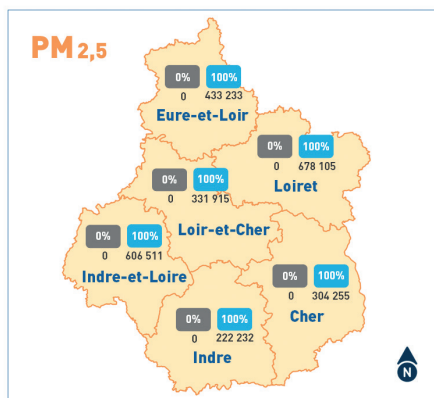 PM 2,5
0% 100%
0 433 233
Eure-et-Loir
0% 100%
0 678 105
Loiret
0% 100%
0 331 915
Loir-et-Cher
0% 100%
0 606 511
Indre-et-Loire
0% 100%
0 304 255
Cher
0% 100%
0 222 232
Indre
N